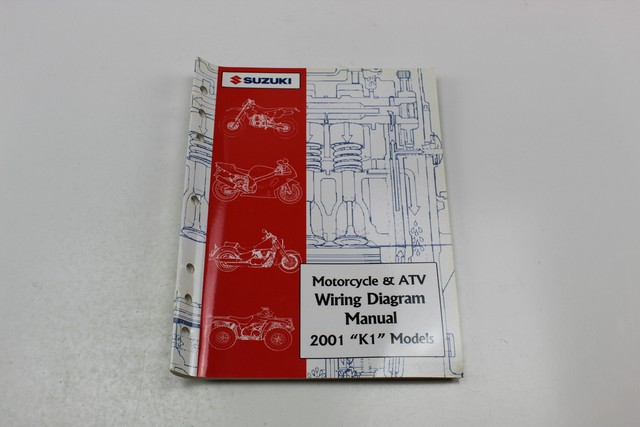 SUZUKI
Motorcycle & ATV
Wiring Diagram
Manual
2001 "K1" Models